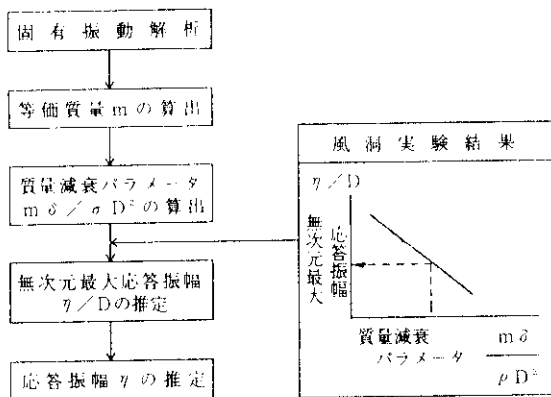 固有振動解析
等価質量mの算出
質量減衰パラメータ
mδ／σD²の算出
無次元最大応答振幅
η／Dの推定
応答振幅ηの推定
風洞実験結果
η／D
無次元最大
応答振幅
質量減衰
パラメータ
mδ
ρD²